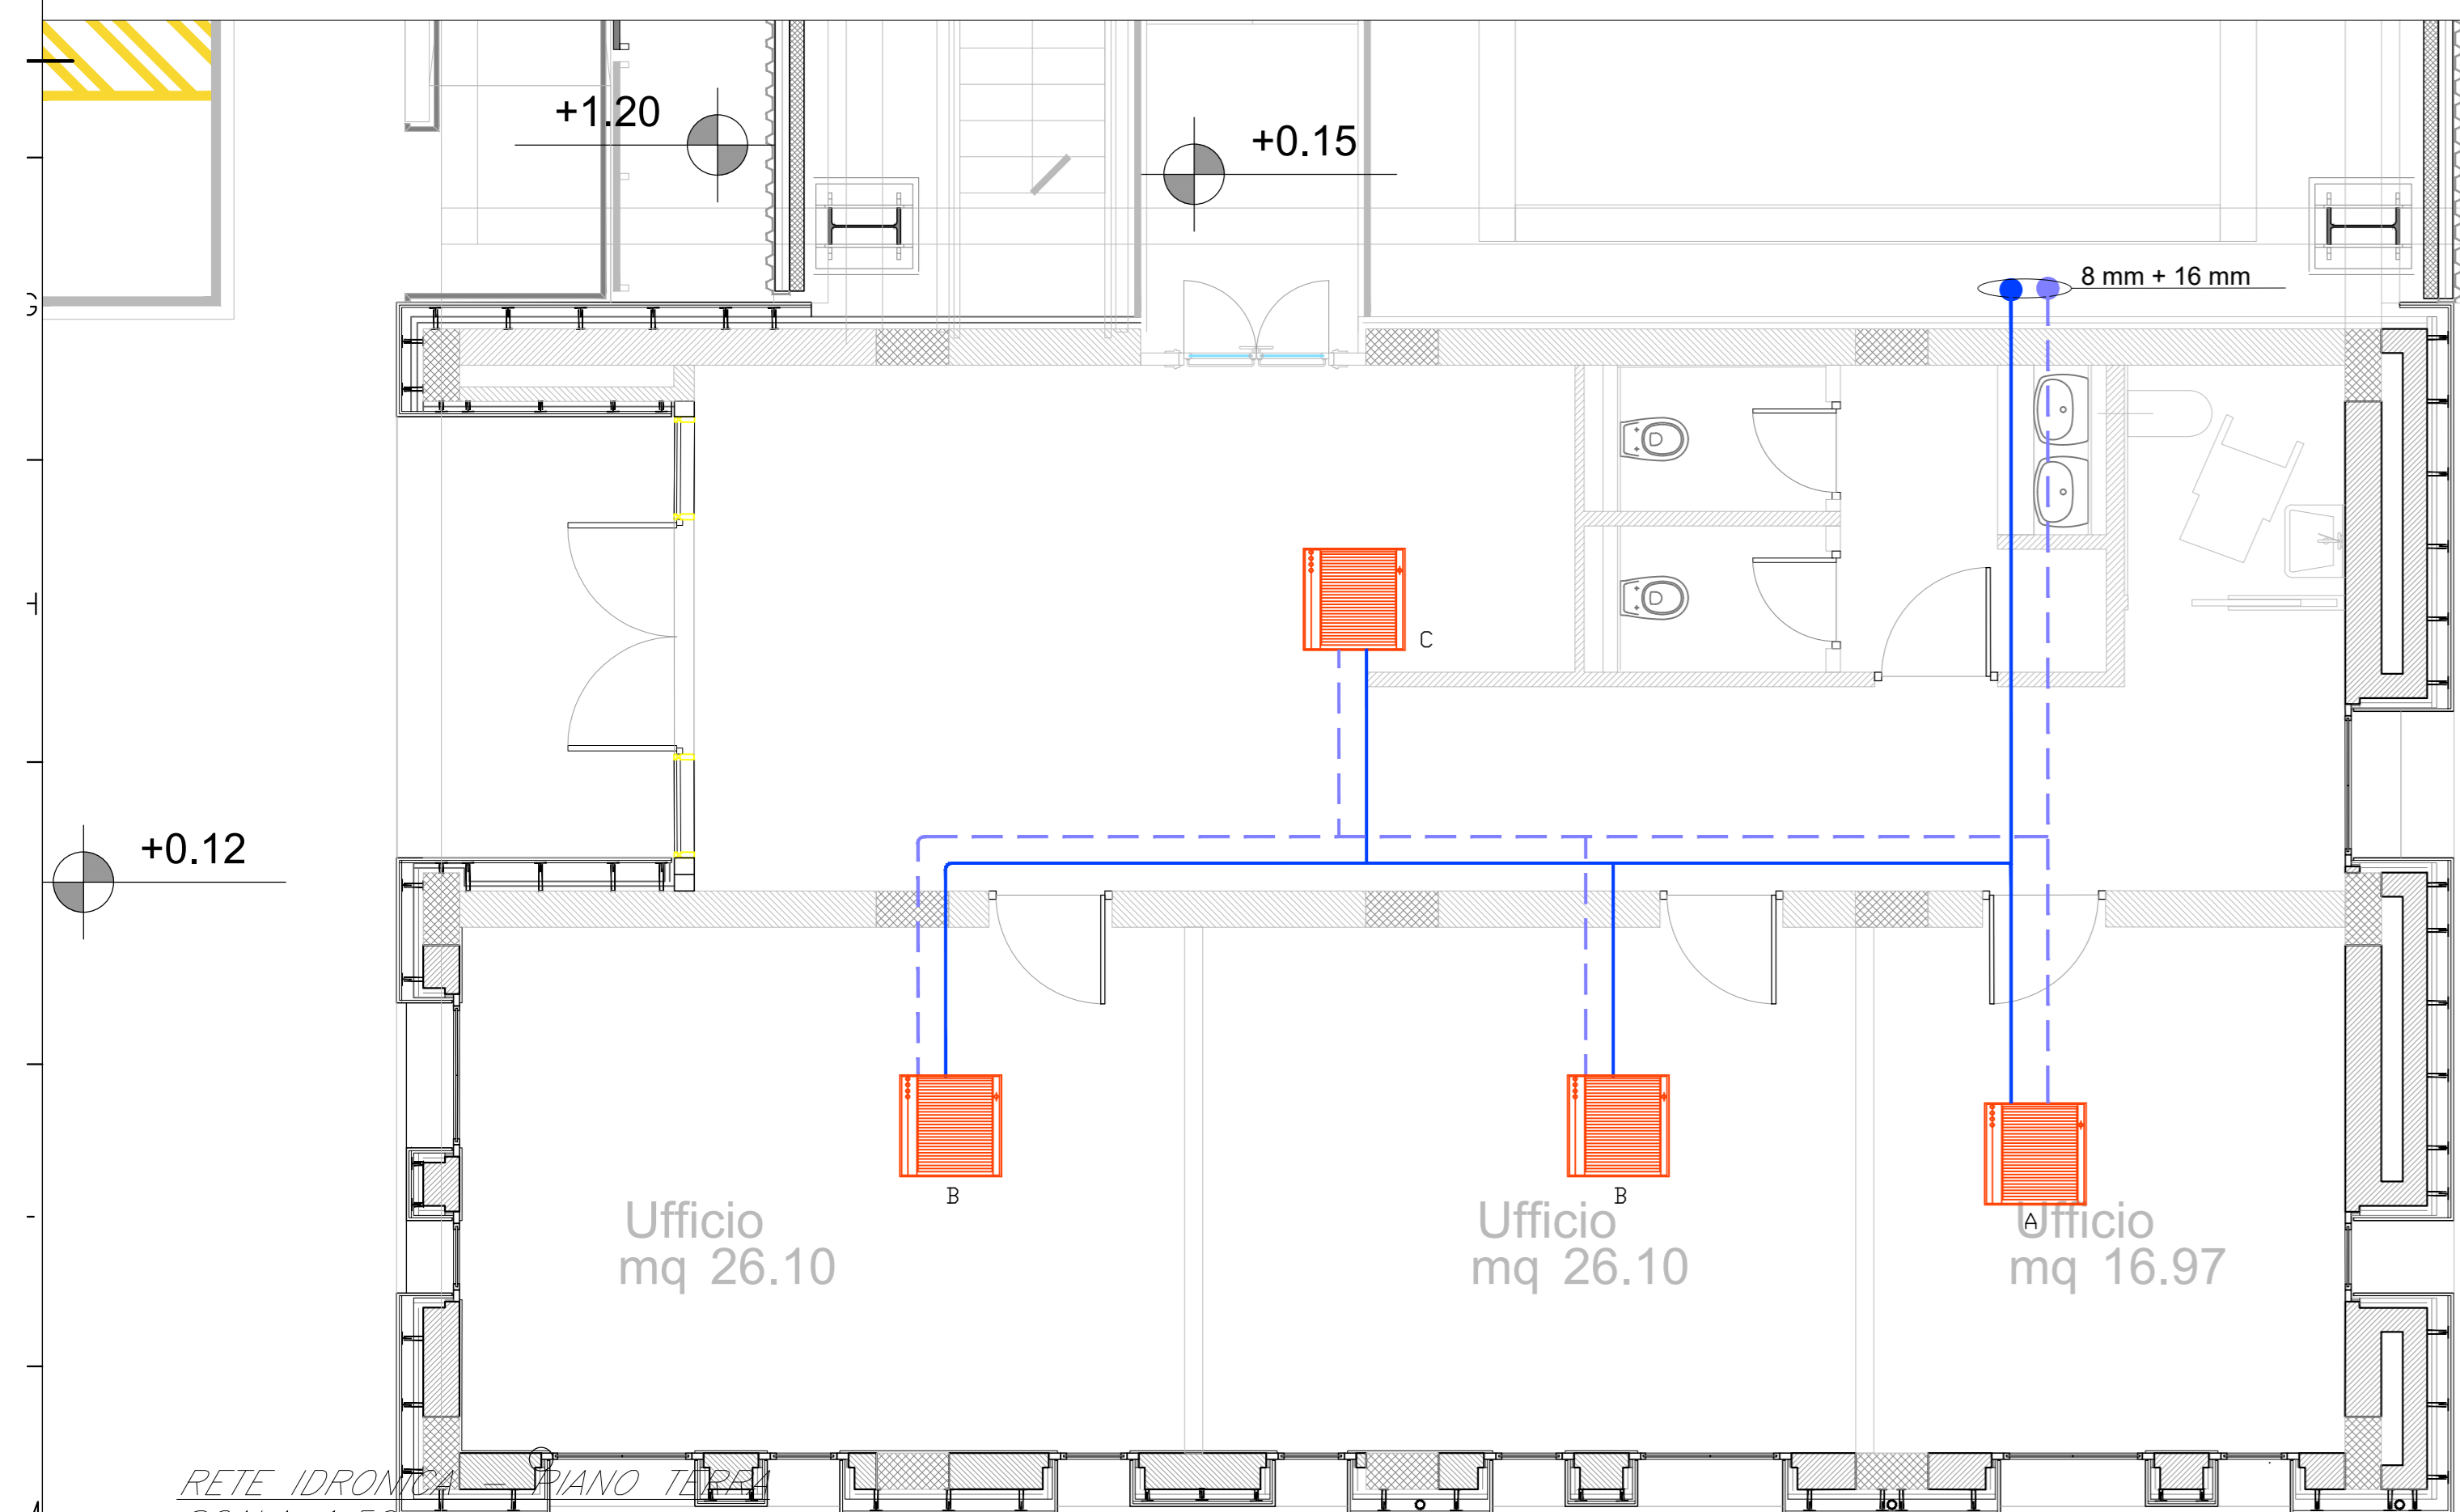 +1.20
+0.15
8 mm + 16 mm
C
+0.12
B
B
A
Ufficio
mq 26.10
Ufficio
mq 26.10
Ufficio
mq 16.97
RETE IDRONICA - PIANO TERRA